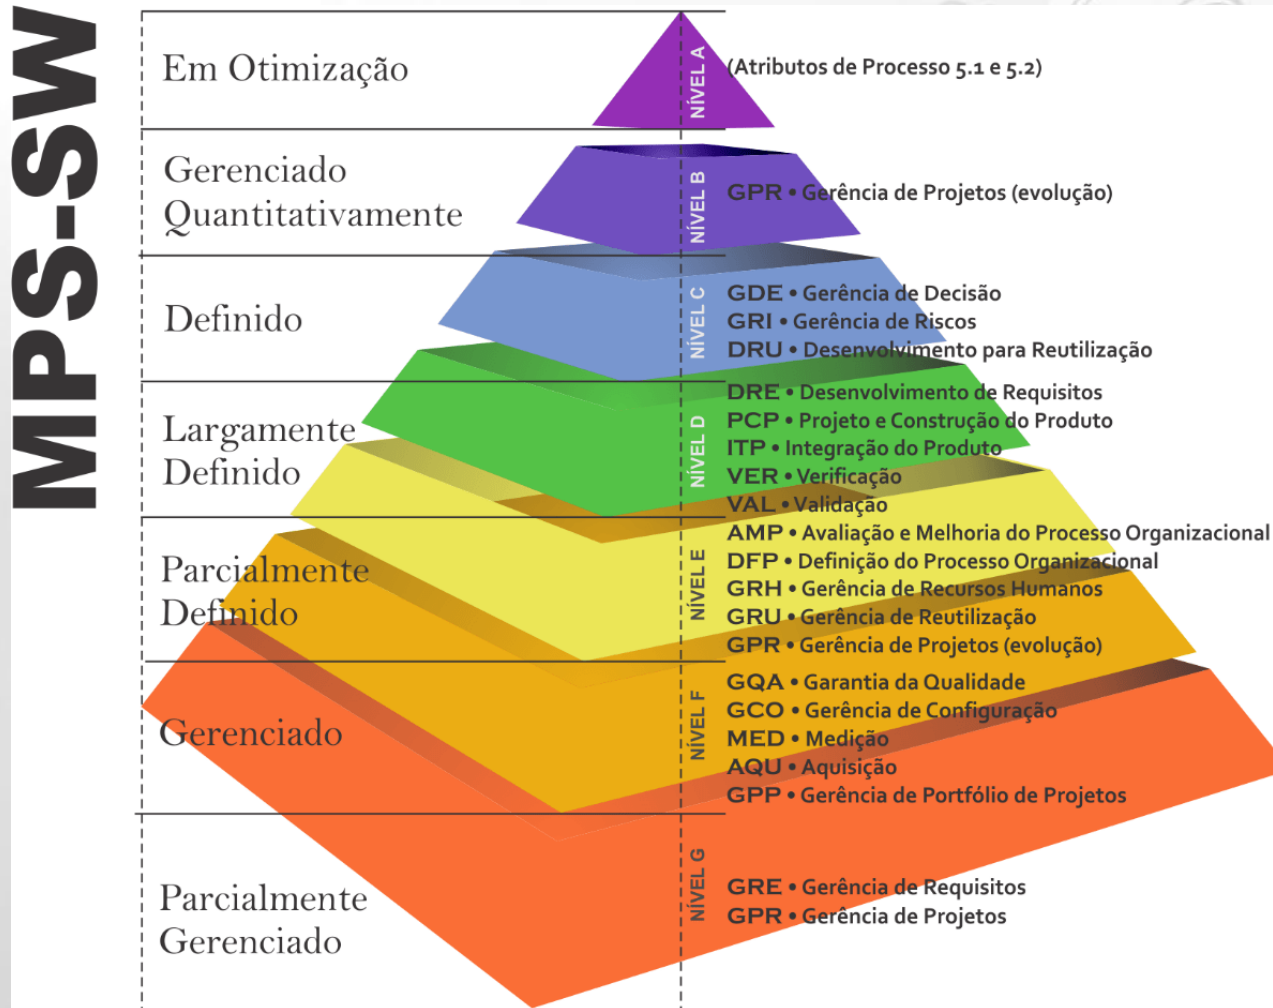 MPS-SW
Em Otimização
NÍVEL A
(Atributos de Processo 5.1 e 5.2)
Gerenciado
Quantitativamente
NÍVEL B
GPR • Gerência de Projetos (evolução)
Definido
NÍVEL C
GDE • Gerência de Decisão
GRI • Gerência de Riscos
DRU • Desenvolvimento para Reutilização
Largamente
Definido
NÍVEL D
DRE • Desenvolvimento de Requisitos
PCP • Projeto e Construção do Produto
ITP • Integração do Produto
VER • Verificação
VAL • Validação
Parcialmente
Definido
NÍVEL E
AMP • Avaliação e Melhoria do Processo Organizacional
DFP • Definição do Processo Organizacional
GRH • Gerência de Recursos Humanos
GRU • Gerência de Reutilização
GPR • Gerência de Projetos (evolução)
Gerenciado
NÍVEL F
GQA • Garantia da Qualidade
GCO • Gerência de Configuração
MED • Medição
AQU • Aquisição
GPP • Gerência de Portfólio de Projetos
Parcialmente
Gerenciado
NÍVEL G
GRE • Gerência de Requisitos
GPR • Gerência de Projetos